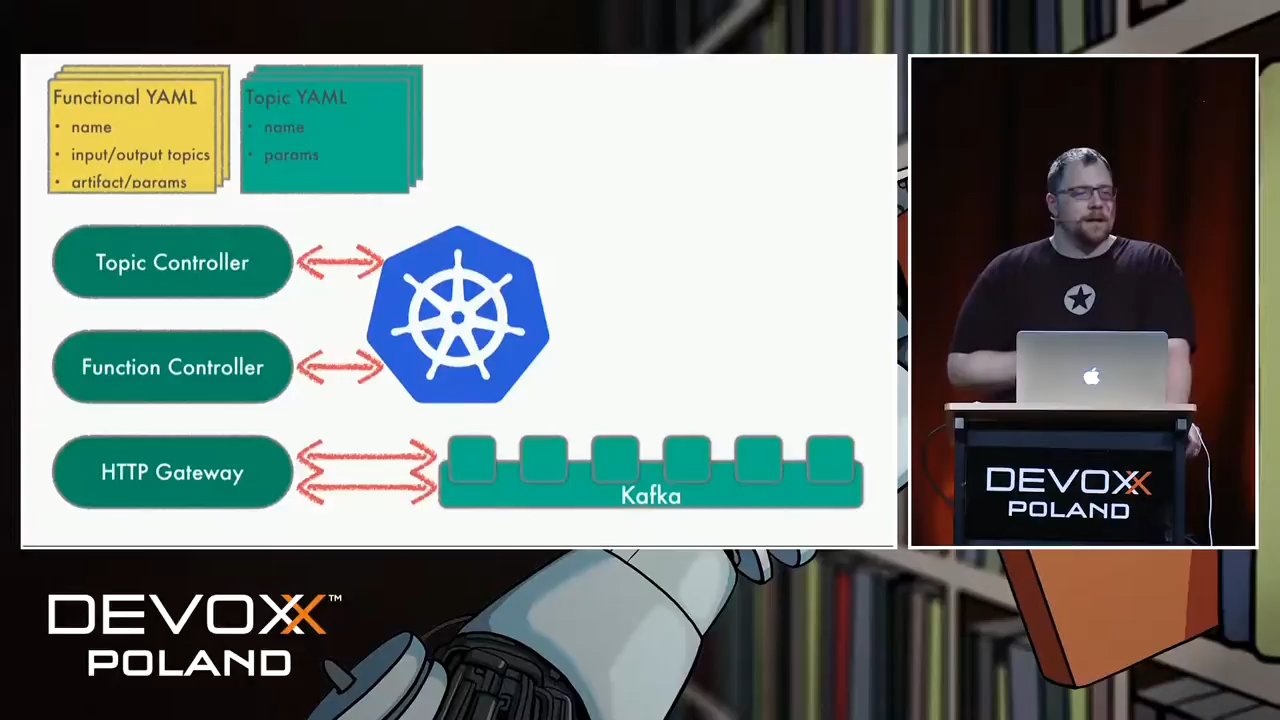 Functional YAML
• name
• input/output topics
• artifact/params
Topic YAML
• name
• params
Topic Controller
Function Controller
HTTP Gateway
Kafka
DEVOXX
POLAND
DEVOXX™
POLAND